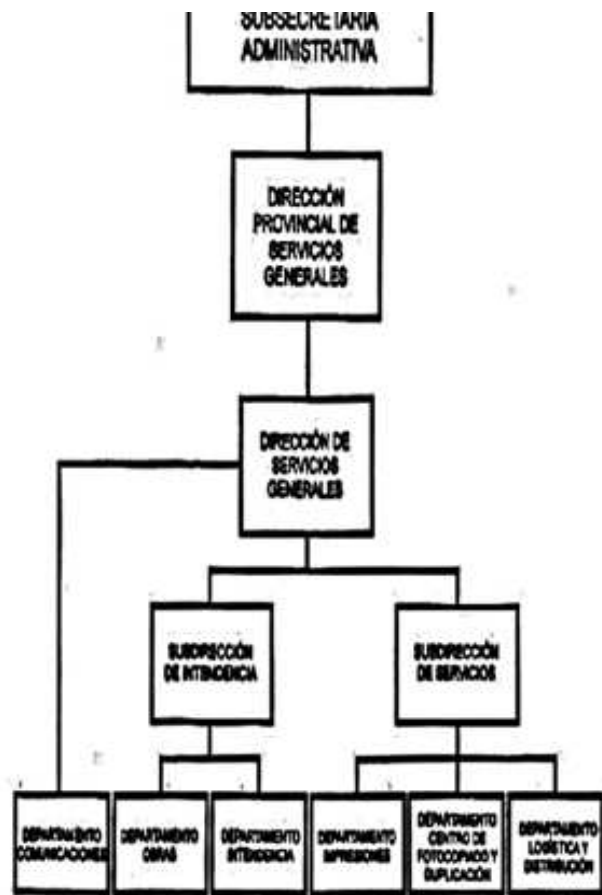 SUBSECRETARÍA
ADMINISTRATIVA
DIRECCIÓN
PROVINCIAL DE
SERVICIOS
GENERALES
DIRECCIÓN DE
SERVICIOS
GENERALES
SUBDIRECCIÓN
DE INTENDENCIA
SUBDIRECCIÓN
DE SERVICIOS
DEPARTAMENTO
COMUNICACIONES
DEPARTAMENTO
OBRAS
DEPARTAMENTO
INTENDENCIA
DEPARTAMENTO
IMPRESIONES
DEPARTAMENTO
CENTRO DE
FOTOCOPIADO Y
DUPLICACIÓN
DEPARTAMENTO
LOGÍSTICA Y
DISTRIBUCIÓN